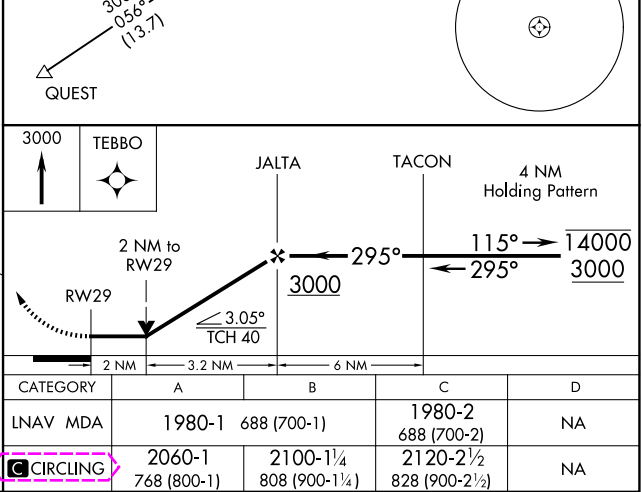 056°
(13.7)
QUEST
3000
TEBBO
JALTA
TACON
4 NM
Holding Pattern
2 NM to
RW29
RW29
295°
115°
14000
295°
3000
3000
3.05°
TCH 40
2 NM
3.2 NM
6 NM
CATEGORY A B C D
LNAV MDA 1980-1 688 (700-1) 1980-2 688 (700-2) NA
C CIRCLING 2060-1 768 (800-1) 2100-1¼ 808 (900-1¼) 2120-2½ 828 (900-2½) NA